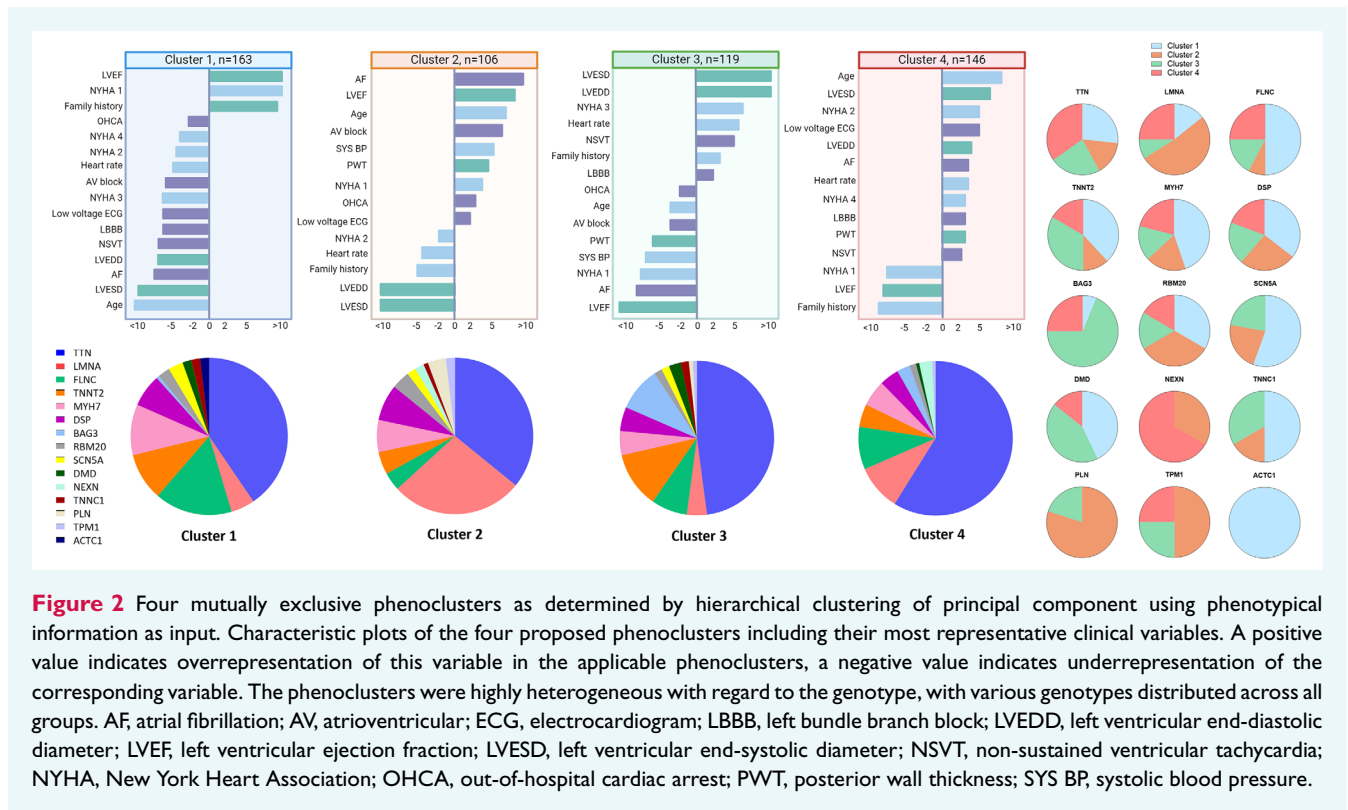 Cluster 1, n=163
LVEF
NYHA 1
Family history
OHCA
NYHA 4
NYHA 2
Heart rate
AV block
NYHA 3
Low voltage ECG
LBBB
NSVT
LVEDD
AF
LVESD
Age
<10 -5 -2 0 2 5 >10
Cluster 2, n=106
AF
LVEF
Age
AV block
SYS BP
PWT
NYHA 1
OHCA
Low voltage ECG
NYHA 2
Heart rate
Family history
LVEDD
LVESD
<10 -5 -2 0 2 5 >10
Cluster 3, n=119
LVESD
LVEDD
NYHA 3
Heart rate
NSVT
Family history
LBBB
OHCA
Age
AV block
PWT
SYS BP
NYHA 1
AF
LVEF
<10 -5 -2 0 2 5 >10
Cluster 4, n=146
Age
LVESD
NYHA 2
Low voltage ECG
LVEDD
AF
Heart rate
NYHA 4
LBBB
PWT
NSVT
NYHA 1
LVEF
Family history
<10 -5 -2 0 2 5 >10
Cluster 1
Cluster 2
Cluster 3
Cluster 4
TTN LMNA FLNC
TNNT2 MYH7 DSP
BAG3 RBM20 SCN5A
DMD NEXN TNNC1
PLN TPM1 ACTC1
TTN
LMNA
FLNC
TNNT2
MYH7
DSP
BAG3
RBM20
SCN5A
DMD
NEXN
TNNC1
PLN
TPM1
ACTC1
Cluster 1 Cluster 2 Cluster 3 Cluster 4
Figure 2 Four mutually exclusive phenoclusters as determined by hierarchical clustering of principal component using phenotypical
information as input. Characteristic plots of the four proposed phenoclusters including their most representative clinical variables. A positive
value indicates overrepresentation of this variable in the applicable phenoclusters, a negative value indicates underrepresentation of the
corresponding variable. The phenoclusters were highly heterogeneous with regard to the genotype, with various genotypes distributed across all
groups. AF, atrial fibrillation; AV, atrioventricular; ECG, electrocardiogram; LBBB, left bundle branch block; LVEDD, left ventricular end-diastolic
diameter; LVEF, left ventricular ejection fraction; LVESD, left ventricular end-systolic diameter; NSVT, non-sustained ventricular tachycardia;
NYHA, New York Heart Association; OHCA, out-of-hospital cardiac arrest; PWT, posterior wall thickness; SYS BP, systolic blood pressure.